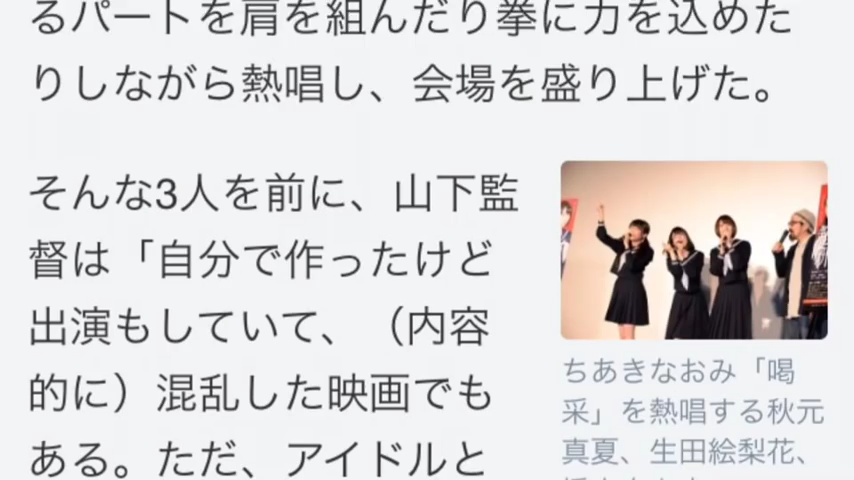 るパートを肩を組んだり拳に力を込めた
りしながら熱唱し、会場を盛り上げた。
そんな3人を前に、山下監
督は「自分で作ったけど
出演もしていて、（内容
的に）混乱した映画でも
ある。ただ、アイドルと
ちあきなおみ「喝
采」を熱唱する秋元
真夏、生田絵梨花、